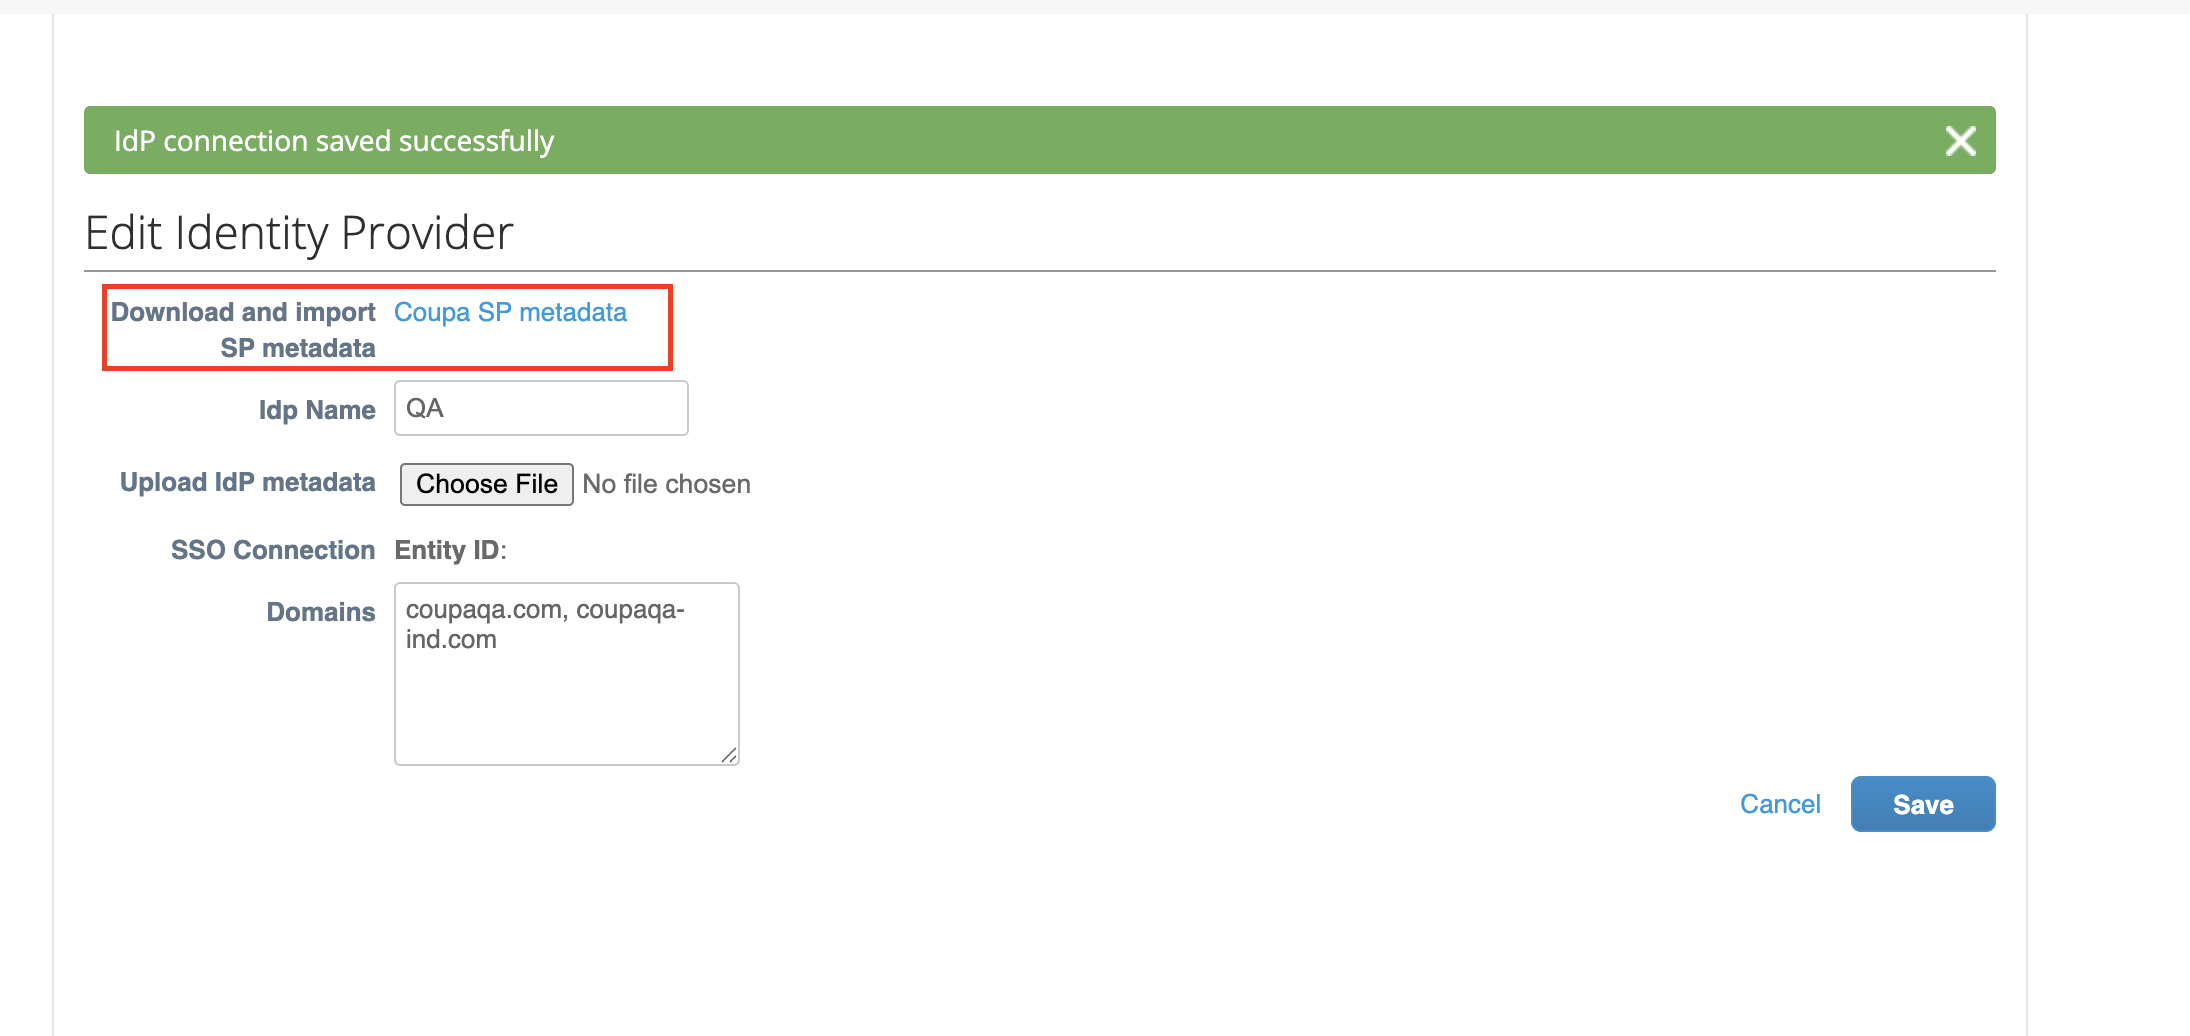 IdP connection saved successfully
Edit Identity Provider
Download and import SP metadata Coupa SP metadata
Idp Name QA
Upload IdP metadata Choose File No file chosen
SSO Connection Entity ID:
Domains coupaqa.com, coupaqa-
ind.com
Cancel Save